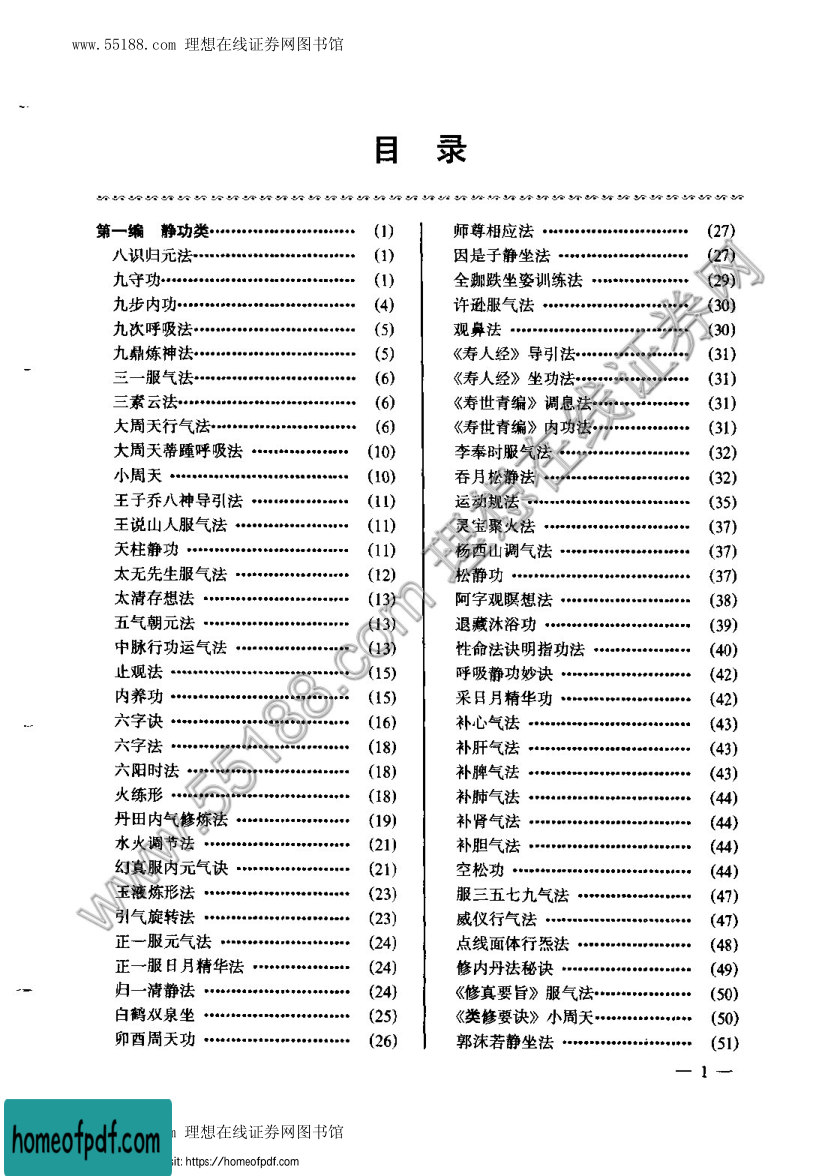 www.55188.com 理想在线证券网图书馆
目 录
第一编 静功类 (1)
八识归元法 (1)
九守功 (1)
九步内功 (4)
九次呼吸法 (5)
九鼎炼神法 (5)
三一服气法 (6)
三素云法 (6)
大周天行气法 (6)
大周天蒂踵呼吸法 (10)
小周天 (10)
王子乔八神导引法 (11)
王说山人服气法 (11)
天柱静功 (11)
太无先生服气法 (12)
太清存想法 (13)
五气朝元法 (13)
中脉行功运气法 (13)
止观法 (15)
内养功 (15)
六字诀 (16)
六字法 (18)
六阳时法 (18)
火练形 (18)
丹田内气修炼法 (19)
水火调节法 (21)
幻真服内元气诀 (21)
玉液炼形法 (23)
引气旋转法 (23)
正一服元气法 (24)
正一服日月精华法 (24)
归一清静法 (24)
白鹤双泉坐 (25)
卯酉周天功 (26)
师尊相应法 (27)
因是子静坐法 (27)
全跏趺坐姿训练法 (29)
许逊服气法 (30)
观鼻法 (30)
《寿人经》导引法 (31)
《寿人经》坐功法 (31)
《寿世青编》调息法 (31)
《寿世青编》内功法 (31)
李奉时服气法 (32)
吞月松静法 (32)
运动规法 (35)
灵宝聚火法 (37)
杨西山调气法 (37)
松静功 (37)
阿字观瞑想法 (38)
退藏沐浴功 (39)
性命法诀明指功法 (40)
呼吸静功妙诀 (42)
采日月精华功 (42)
补心气法 (43)
补肝气法 (43)
补脾气法 (43)
补肺气法 (44)
补肾气法 (44)
补胆气法 (44)
空松功 (44)
服三五七九气法 (47)
威仪行气法 (47)
点线面体行炁法 (48)
修内丹法秘诀 (49)
《修真要旨》服气法 (50)
《类修要诀》小周天 (50)
郭沫若静坐法 (51)
— 1 —
www.55188.com 理想在线证券网
homeofpdf.com
m 理想在线证券网图书馆
sit: https://homeofpdf.com